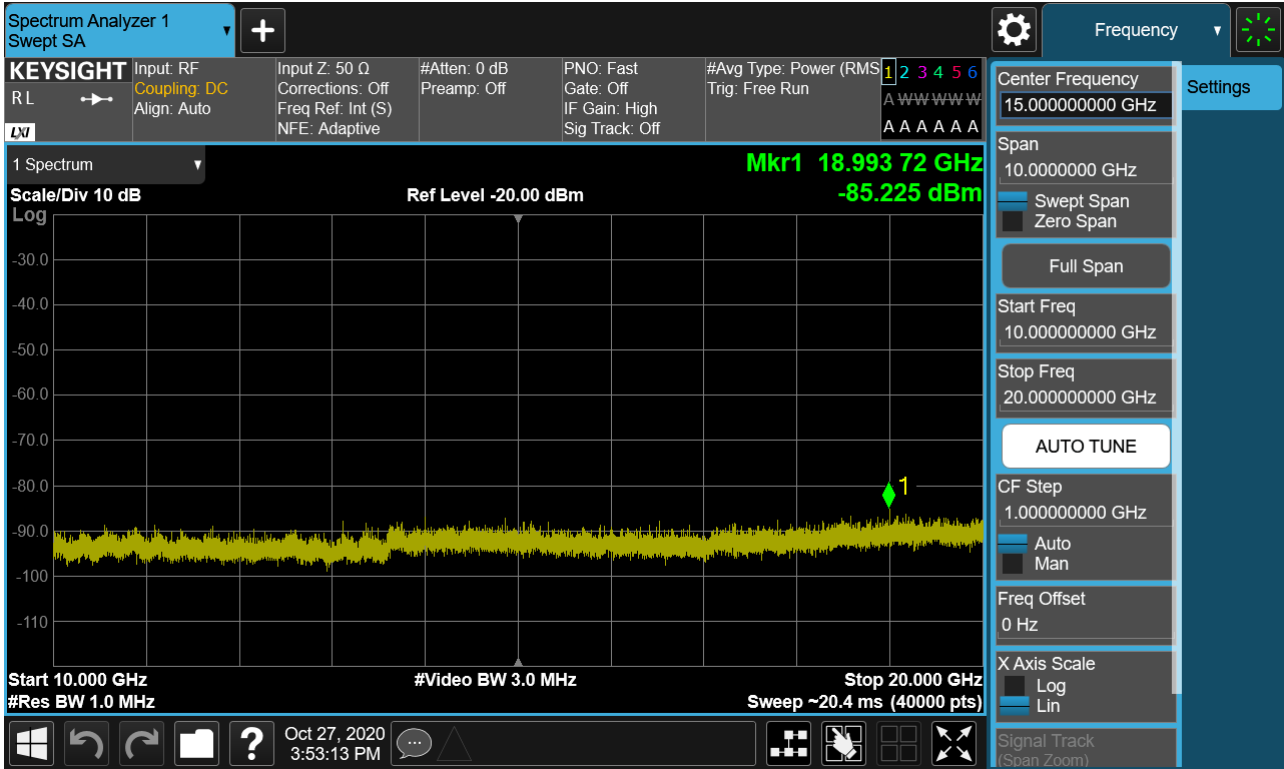 Spectrum Analyzer 1
Swept SA
Frequency
KEYSIGHT
R L
LXI
Input: RF
Coupling: DC
Align: Auto
Input Z: 50 Ω
Corrections: Off
Freq Ref: Int (S)
NFE: Adaptive
#Atten: 0 dB
Preamp: Off
PNO: Fast
Gate: Off
IF Gain: High
Sig Track: Off
#Avg Type: Power (RMS
Trig: Free Run
1 2 3 4 5 6
A W W W W W
A A A A A A
1 Spectrum
Mkr1 18.993 72 GHz
Scale/Div 10 dB
Ref Level -20.00 dBm
-85.225 dBm
Log
-30.0
-40.0
-50.0
-60.0
-70.0
-80.0
-90.0
-100
-110
1
Start 10.000 GHz
#Video BW 3.0 MHz
Stop 20.000 GHz
#Res BW 1.0 MHz
Sweep ~20.4 ms (40000 pts)
Center Frequency
15.000000000 GHz
Settings
Span
10.0000000 GHz
Swept Span
Zero Span
Full Span
Start Freq
10.000000000 GHz
Stop Freq
20.000000000 GHz
AUTO TUNE
CF Step
1.000000000 GHz
Auto
Man
Freq Offset
0 Hz
X Axis Scale
Log
Lin
Signal Track
(Span Zoom)
?
Oct 27, 2020
3:53:13 PM